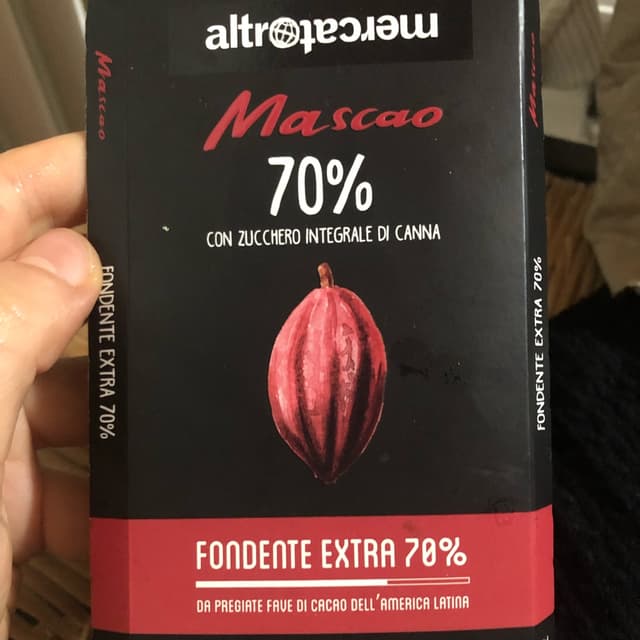 altromercato
Mascao
70%
CON ZUCCHERO INTEGRALE DI CANNA
FONDENTE EXTRA 70%
DA PREGIATE FAVE DI CACAO DELL'AMERICA LATINA
Mascao
FONDENTE EXTRA 70%
Mascao
FONDENTE EXTRA 70%